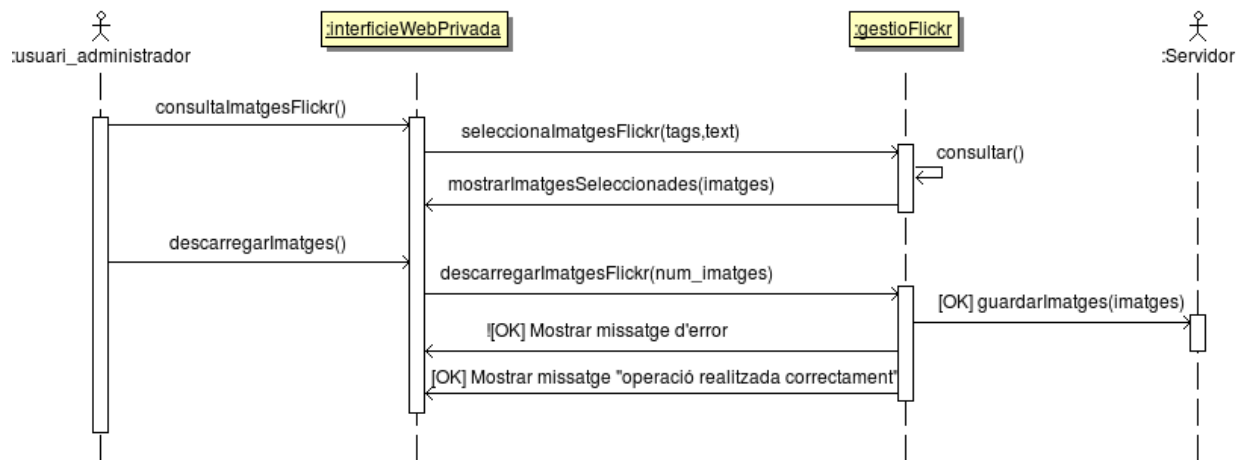 :usuari_administrador
:interficieWebPrivada
:gestioFlickr
:Servidor
consultaImatgesFlickr()
seleccionaImatgesFlickr(tags,text)
consultar()
mostrarImatgesSeleccionades(imatges)
descarregarImatges()
descarregarImatgesFlickr(num_imatges)
[OK] guardarImatges(imatges)
![OK] Mostrar missatge d'error
[OK] Mostrar missatge "operació realitzada correctament"